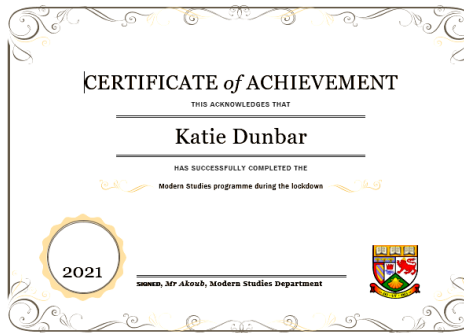 CERTIFICATE of ACHIEVEMENT
THIS ACKNOWLEDGES THAT
Katie Dunbar
HAS SUCCESSFULLY COMPLETED THE
Modern Studies programme during the lockdown
2021
SIGNED, Mr Akoub, Modern Studies Department